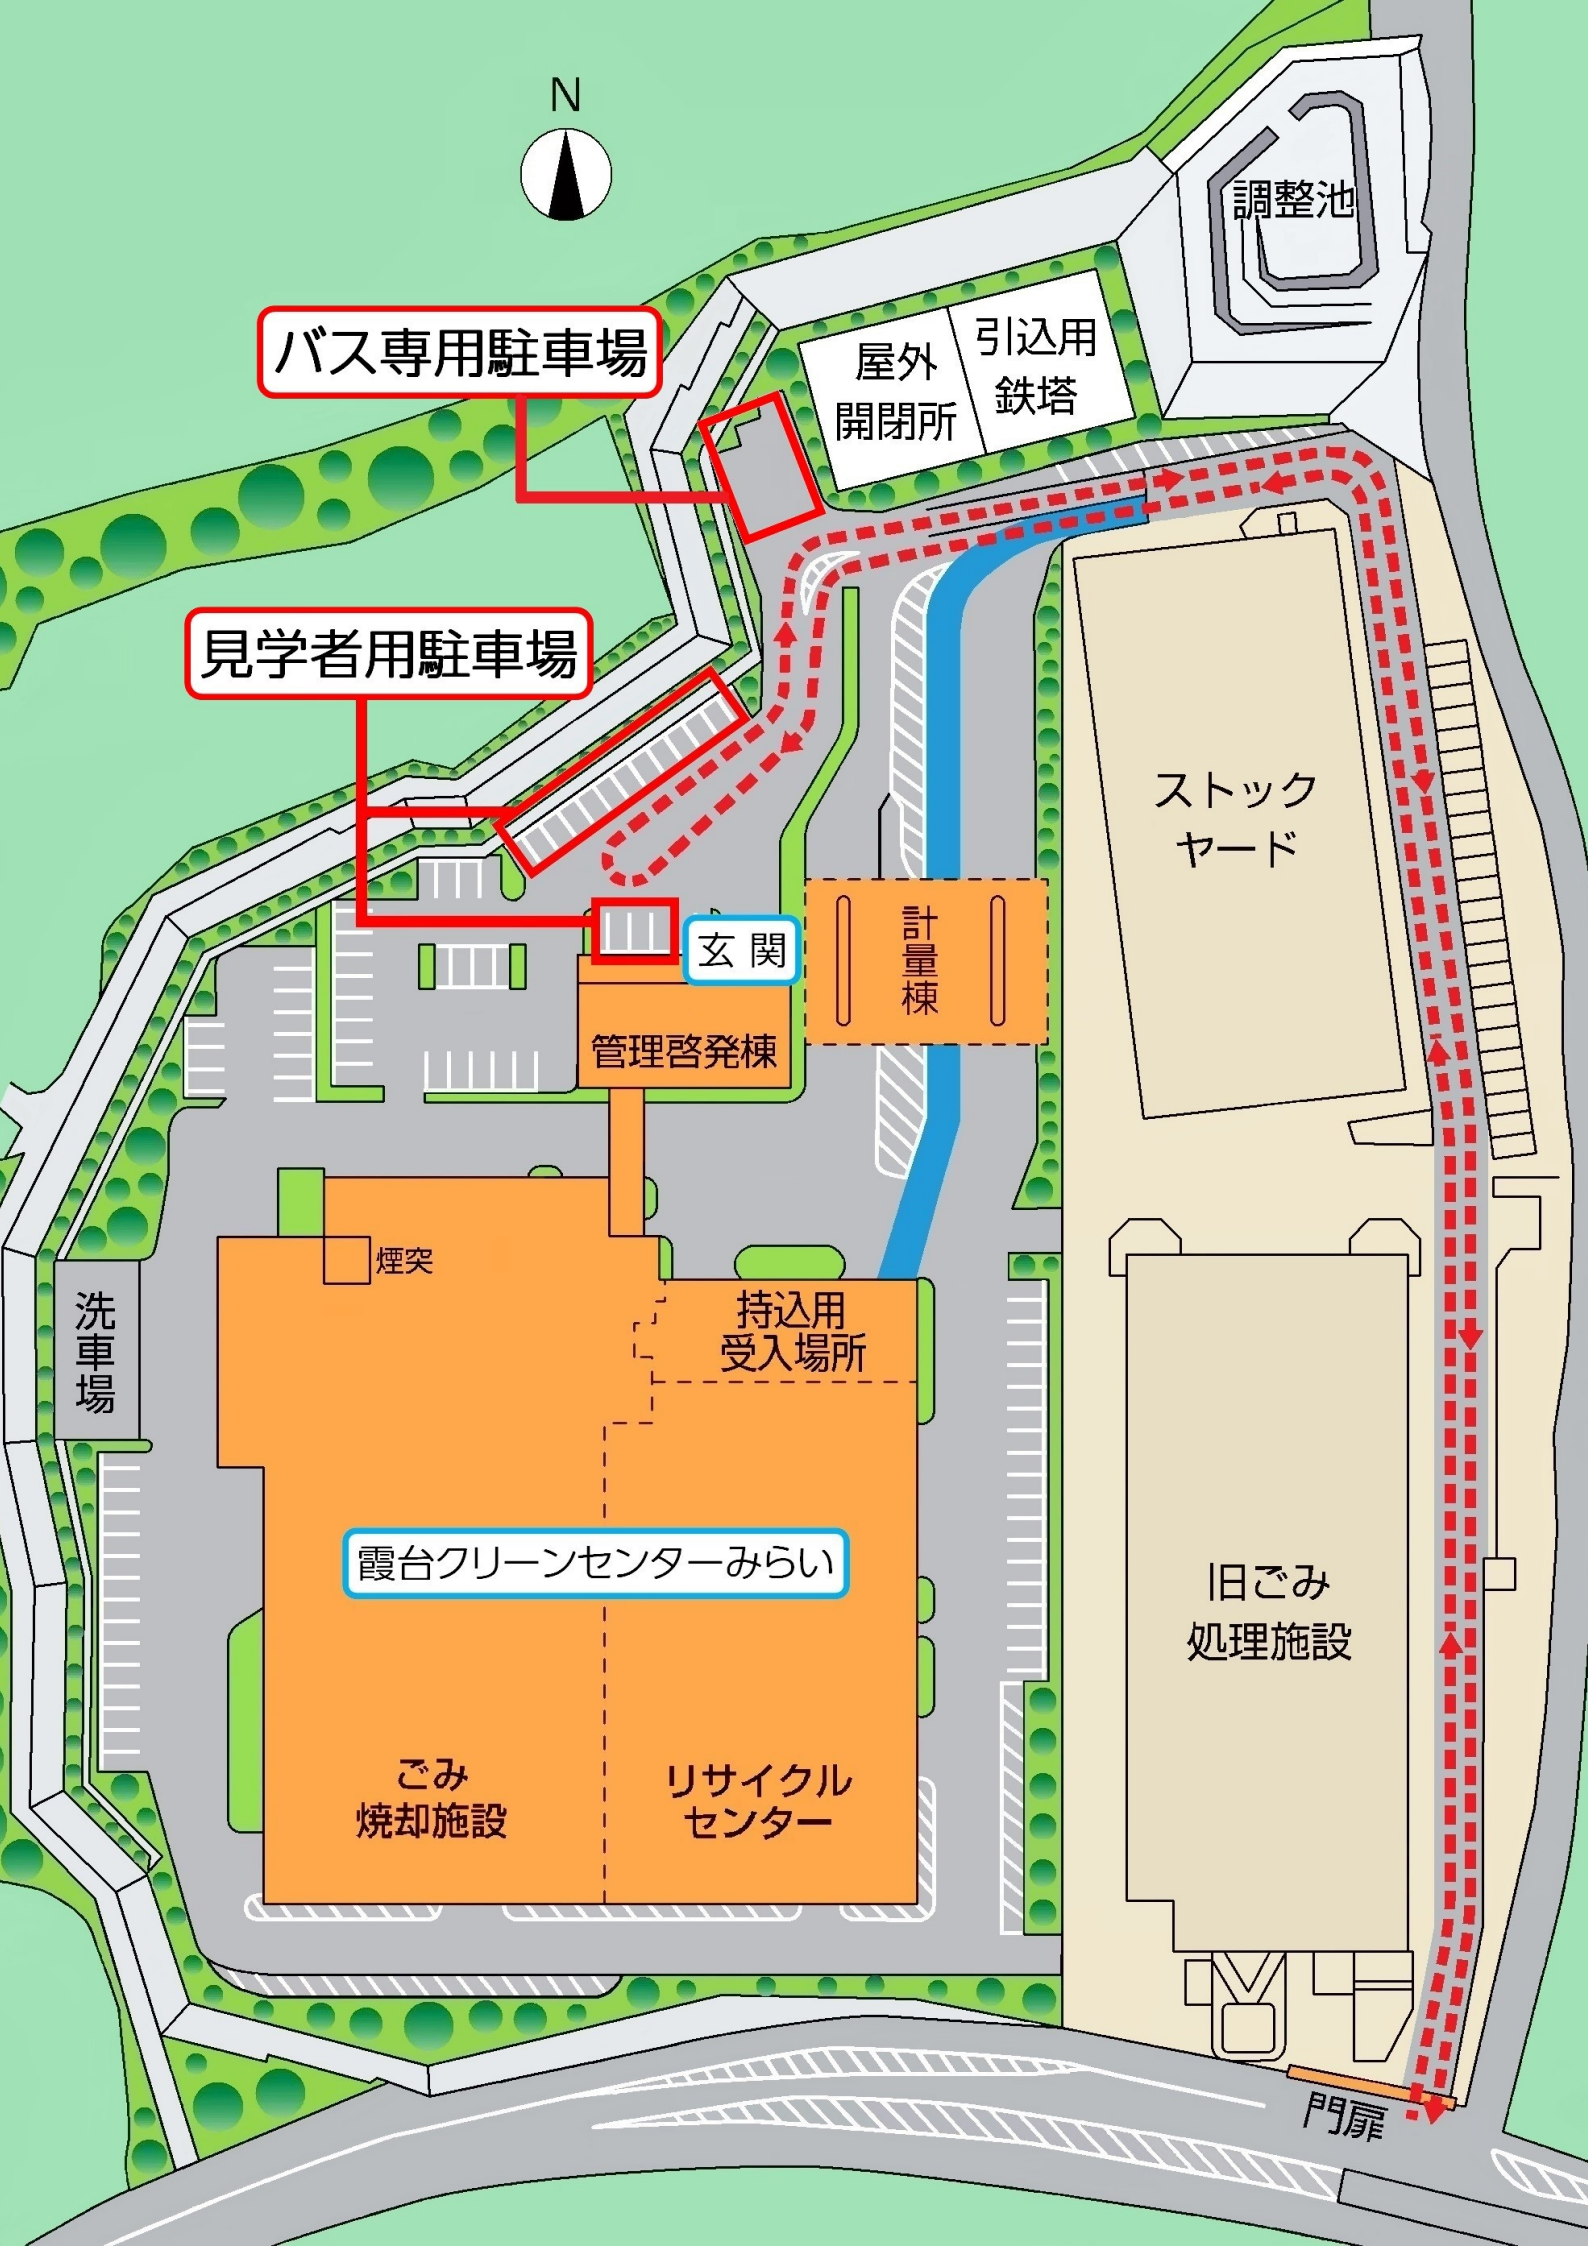 N
調整池
バス専用駐車場
屋外
開閉所
引込用
鉄塔
見学者用駐車場
ストック
ヤード
玄関
計量棟
管理啓発棟
煙突
洗車場
持込用
受入場所
霞台クリーンセンターみらい
旧ごみ
処理施設
ごみ
焼却施設
リサイクル
センター
門扉